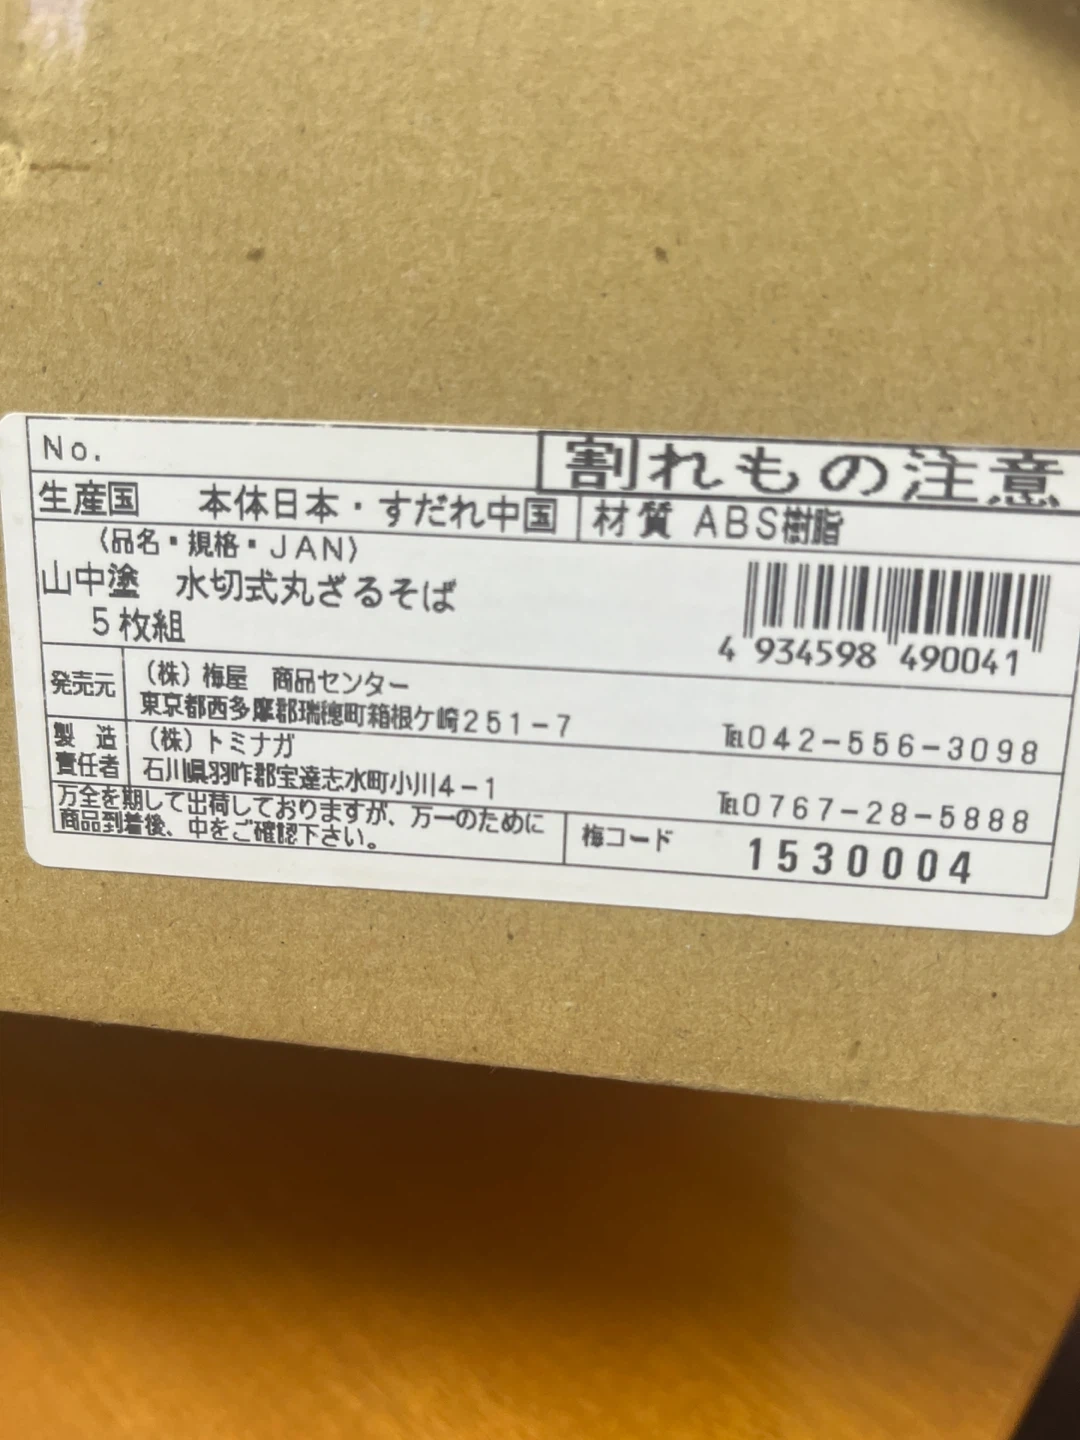 No.
割れもの注意
生産国 本体日本・すだれ中国
材質 ABS樹脂
(品名・規格・JAN)
山中塗 水切式丸ざるそば
5枚組
4 934598 490041
発売元
(株)梅屋 商品センター
東京都西多摩郡瑞穂町箱根ケ崎251-7
℡042-556-3098
製造
責任者
(株)トミナガ
石川県羽咋郡宝達志水町小川4-1
℡0767-28-5888
万全を期して出荷しておりますが、万一のために
商品到着後、中をご確認下さい。
梅コード 1530004